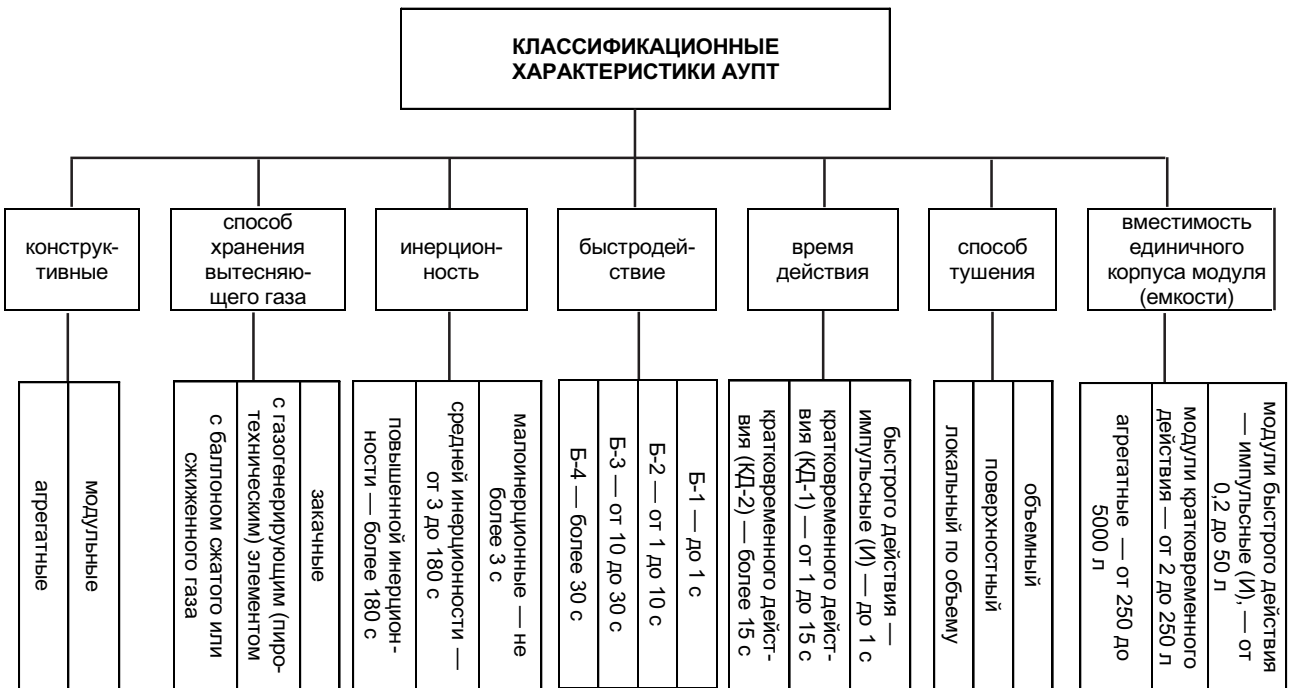 КЛАССИФИКАЦИОННЫЕ
ХАРАКТЕРИСТИКИ АУПТ
конструк-
тивные
способ
хранения
вытесняю-
щего газа
инерцион-
ность
быстродей-
ствие
время
действия
способ
тушения
вместимость
единичного
корпуса модуля
(емкости)
агрегатные
модульные
с баллоном сжатого или
сжиженного газа
с газогенерирующим (пиро-
техническим) элементом
закачные
повышенной инерцион-
ности — более 180 с
средней инерционности —
от 3 до 180 с
малоинерционные — не
более 3 с
Б-4 — более 30 с
Б-3 — от 10 до 30 с
Б-2 — от 1 до 10 с
Б-1 — до 1 с
кратковременного дейст-
вия (КД-2) — более 15 с
кратковременного дейст-
вия (КД-1) — от 1 до 15 с
быстрого действия —
импульсные (И) — до 1 с
локальный по объему
поверхностный
объемный
агрегатные — от 250 до
5000 л
модули кратковременного
действия — от 2 до 250 л
модули быстрого действия
— импульсные (И), — от
0,2 до 50 л